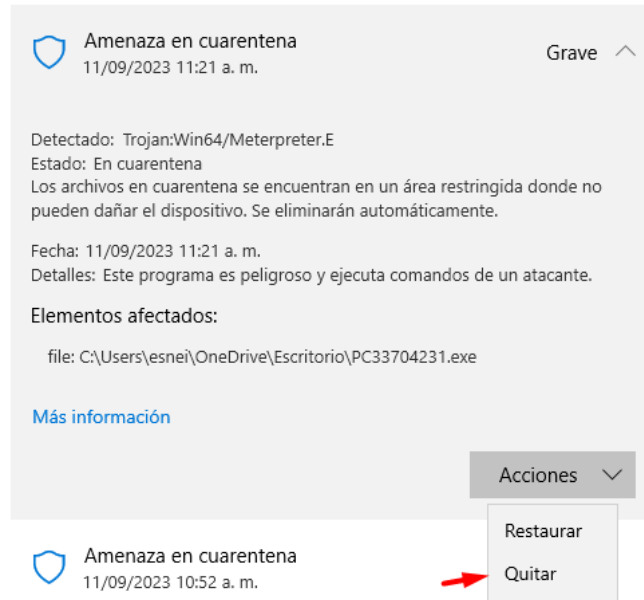 Amenaza en cuarentena
11/09/2023 11:21 a. m.
Grave
Detectado: Trojan:Win64/Meterpreter.E
Estado: En cuarentena
Los archivos en cuarentena se encuentran en un área restringida donde no
pueden dañar el dispositivo. Se eliminarán automáticamente.
Fecha: 11/09/2023 11:21 a. m.
Detalles: Este programa es peligroso y ejecuta comandos de un atacante.
Elementos afectados:
file: C:\Users\esnei\OneDrive\Escritorio\PC33704231.exe
Más información
Acciones
Restaurar
Quitar
Amenaza en cuarentena
11/09/2023 10:52 a. m.